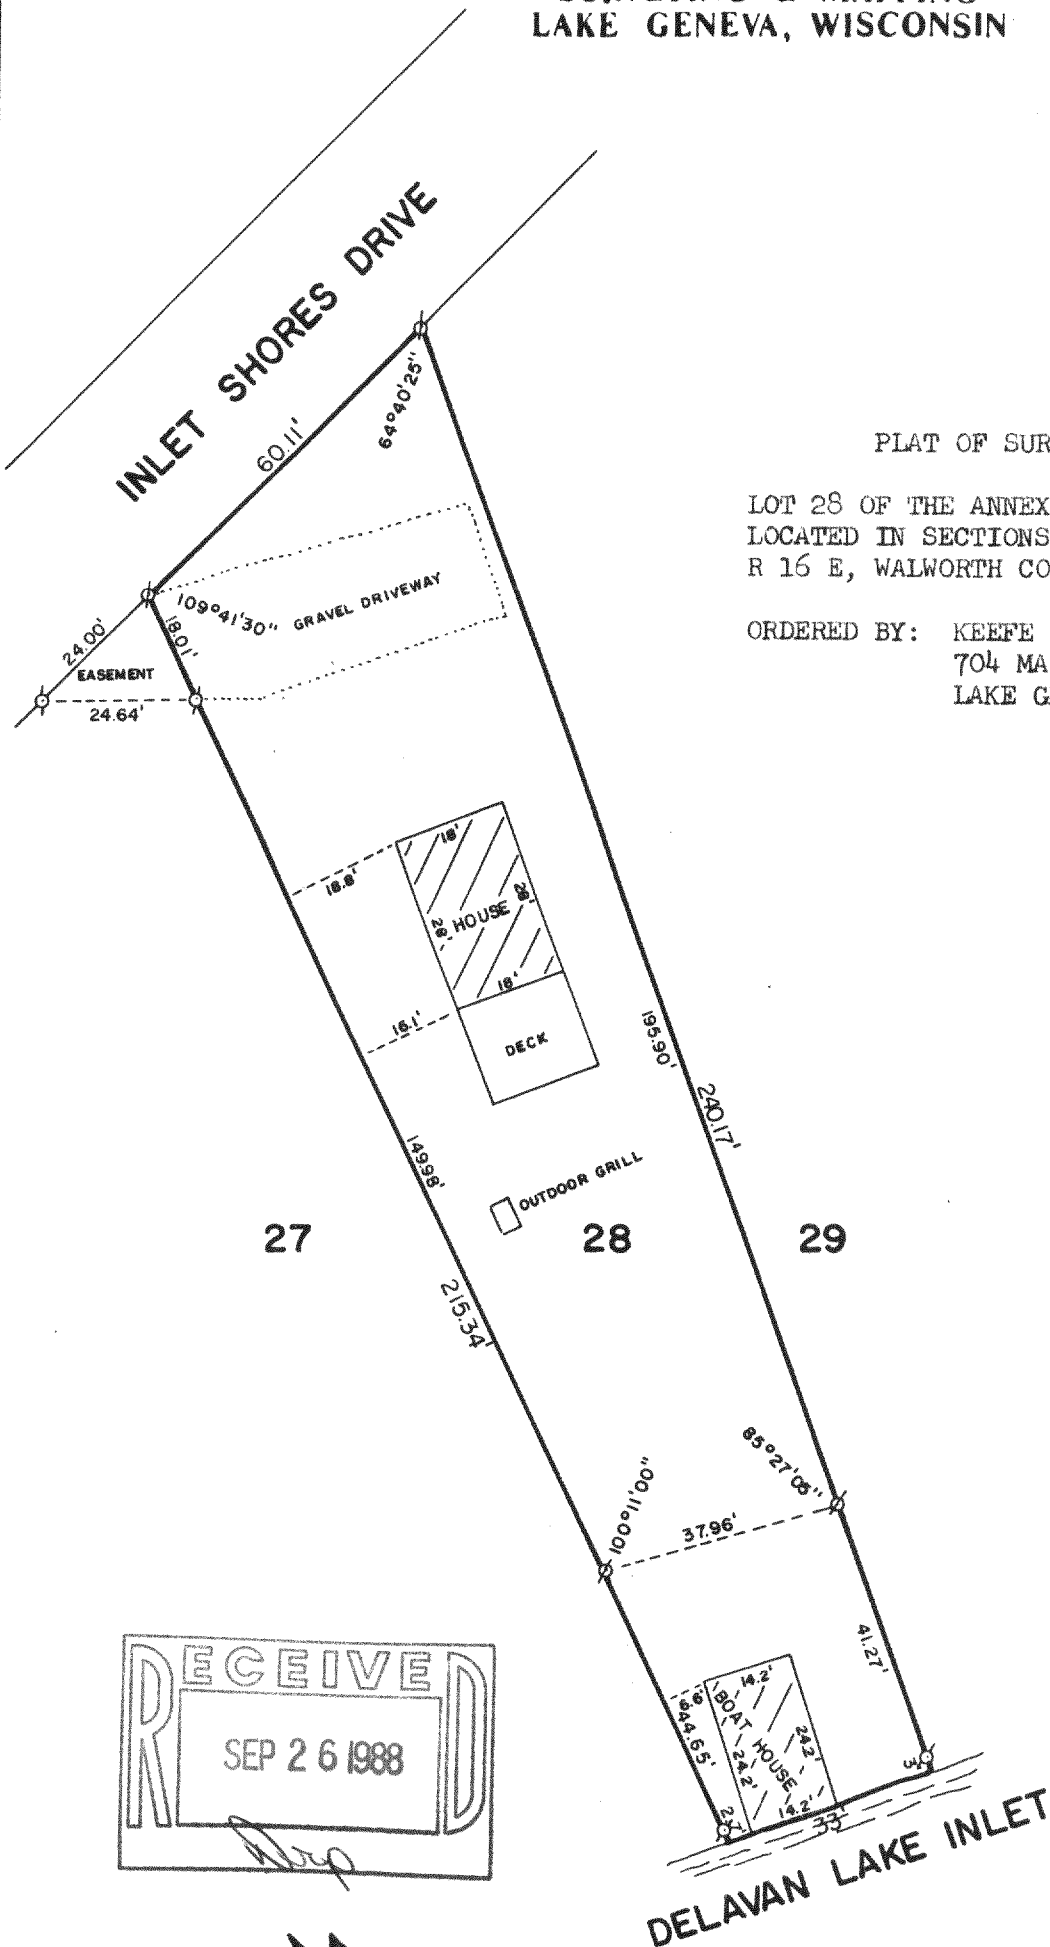 LAKE GENEVA, WISCONSIN
INLET SHORES DRIVE
60.11'
64°40'25"
PLAT OF SUR
LOT 28 OF THE ANNEX
LOCATED IN SECTIONS
R 16 E, WALWORTH CO
ORDERED BY: KEEFE
704 MA
LAKE G
109°41'30"
GRAVEL DRIVEWAY
18.01'
24.00'
EASEMENT
24.64'
18'
18.8'
28'
HOUSE
28'
18'
16.1'
DECK
195.90'
240.17'
149.98'
OUTDOOR GRILL
27
28
29
215.34'
85°27'05"
100°11'00"
37.96'
41.27'
6.6'
14.2'
44.65'
BOAT HOUSE
24.2'
24.2'
14.2'
33'
3'
DELAVAN LAKE INLET
RECEIVED
SEP 26 1988